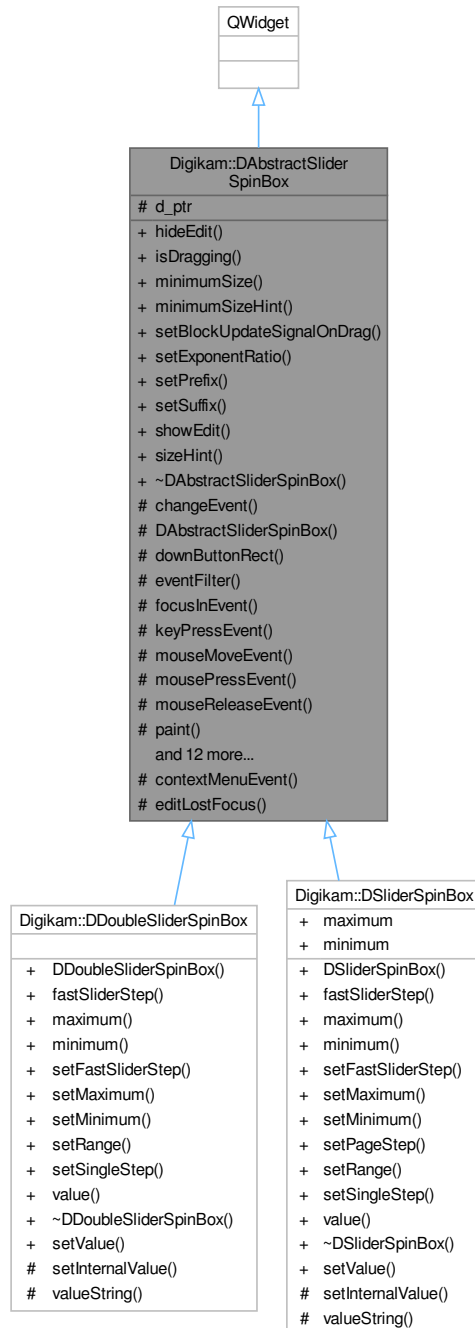 QWidget
Digikam::DAbstractSlider
SpinBox
# d_ptr
+ hideEdit()
+ isDragging()
+ minimumSize()
+ minimumSizeHint()
+ setBlockUpdateSignalOnDrag()
+ setExponentRatio()
+ setPrefix()
+ setSuffix()
+ showEdit()
+ sizeHint()
+ ~DAbstractSliderSpinBox()
# changeEvent()
# DAbstractSliderSpinBox()
# downButtonRect()
# eventFilter()
# focusInEvent()
# keyPressEvent()
# mouseMoveEvent()
# mousePressEvent()
# mouseReleaseEvent()
# paint()
and 12 more...
# contextMenuEvent()
# editLostFocus()
Digikam::DDoubleSliderSpinBox
+ DDoubleSliderSpinBox()
+ fastSliderStep()
+ maximum()
+ minimum()
+ setFastSliderStep()
+ setMaximum()
+ setMinimum()
+ setRange()
+ setSingleStep()
+ value()
+ ~DDoubleSliderSpinBox()
+ setValue()
# setInternalValue()
# valueString()
Digikam::DSliderSpinBox
+ maximum
+ minimum
+ DSliderSpinBox()
+ fastSliderStep()
+ maximum()
+ minimum()
+ setFastSliderStep()
+ setMaximum()
+ setMinimum()
+ setPageStep()
+ setRange()
+ setSingleStep()
+ value()
+ ~DSliderSpinBox()
+ setValue()
# setInternalValue()
# valueString()